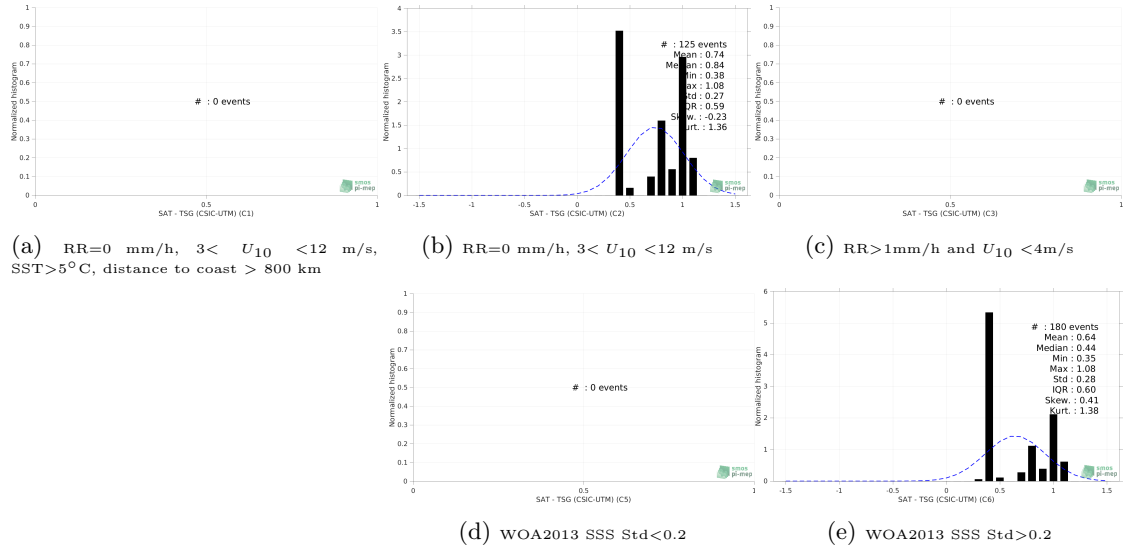 1
0.9
0.8
0.7
0.6
0.5
0.4
0.3
0.2
0.1
0
Normalized histogram
# : 0 events
0 0.5 1
SAT - TSG (CSIC-UTM) (C1)
smos
pi-mep
(a) RR=0 mm/h, 3< U10 <12 m/s,
SST>5°C, distance to coast > 800 km
4
3.5
3
2.5
2
1.5
1
0.5
0
Normalized histogram
# : 125 events
Mean : 0.74
Median : 0.84
Min : 0.38
Max : 1.08
Std : 0.27
IQR : 0.59
Skew. : -0.23
Kurt. : 1.36
-1.5 -1 -0.5 0 0.5 1 1.5
SAT - TSG (CSIC-UTM) (C2)
smos
pi-mep
(b) RR=0 mm/h, 3< U10 <12 m/s
1
0.9
0.8
0.7
0.6
0.5
0.4
0.3
0.2
0.1
0
Normalized histogram
# : 0 events
0 0.5 1
SAT - TSG (CSIC-UTM) (C3)
smos
pi-mep
(c) RR>1mm/h and U10 <4m/s
1
0.9
0.8
0.7
0.6
0.5
0.4
0.3
0.2
0.1
0
Normalized histogram
# : 0 events
0 0.5 1
SAT - TSG (CSIC-UTM) (C5)
smos
pi-mep
(d) WOA2013 SSS Std<0.2
6
5
4
3
2
1
0
Normalized histogram
# : 180 events
Mean : 0.64
Median : 0.44
Min : 0.35
Max : 1.08
Std : 0.28
IQR : 0.60
Skew. : 0.41
Kurt. : 1.38
-1.5 -1 -0.5 0 0.5 1 1.5
SAT - TSG (CSIC-UTM) (C6)
smos
pi-mep
(e) WOA2013 SSS Std>0.2